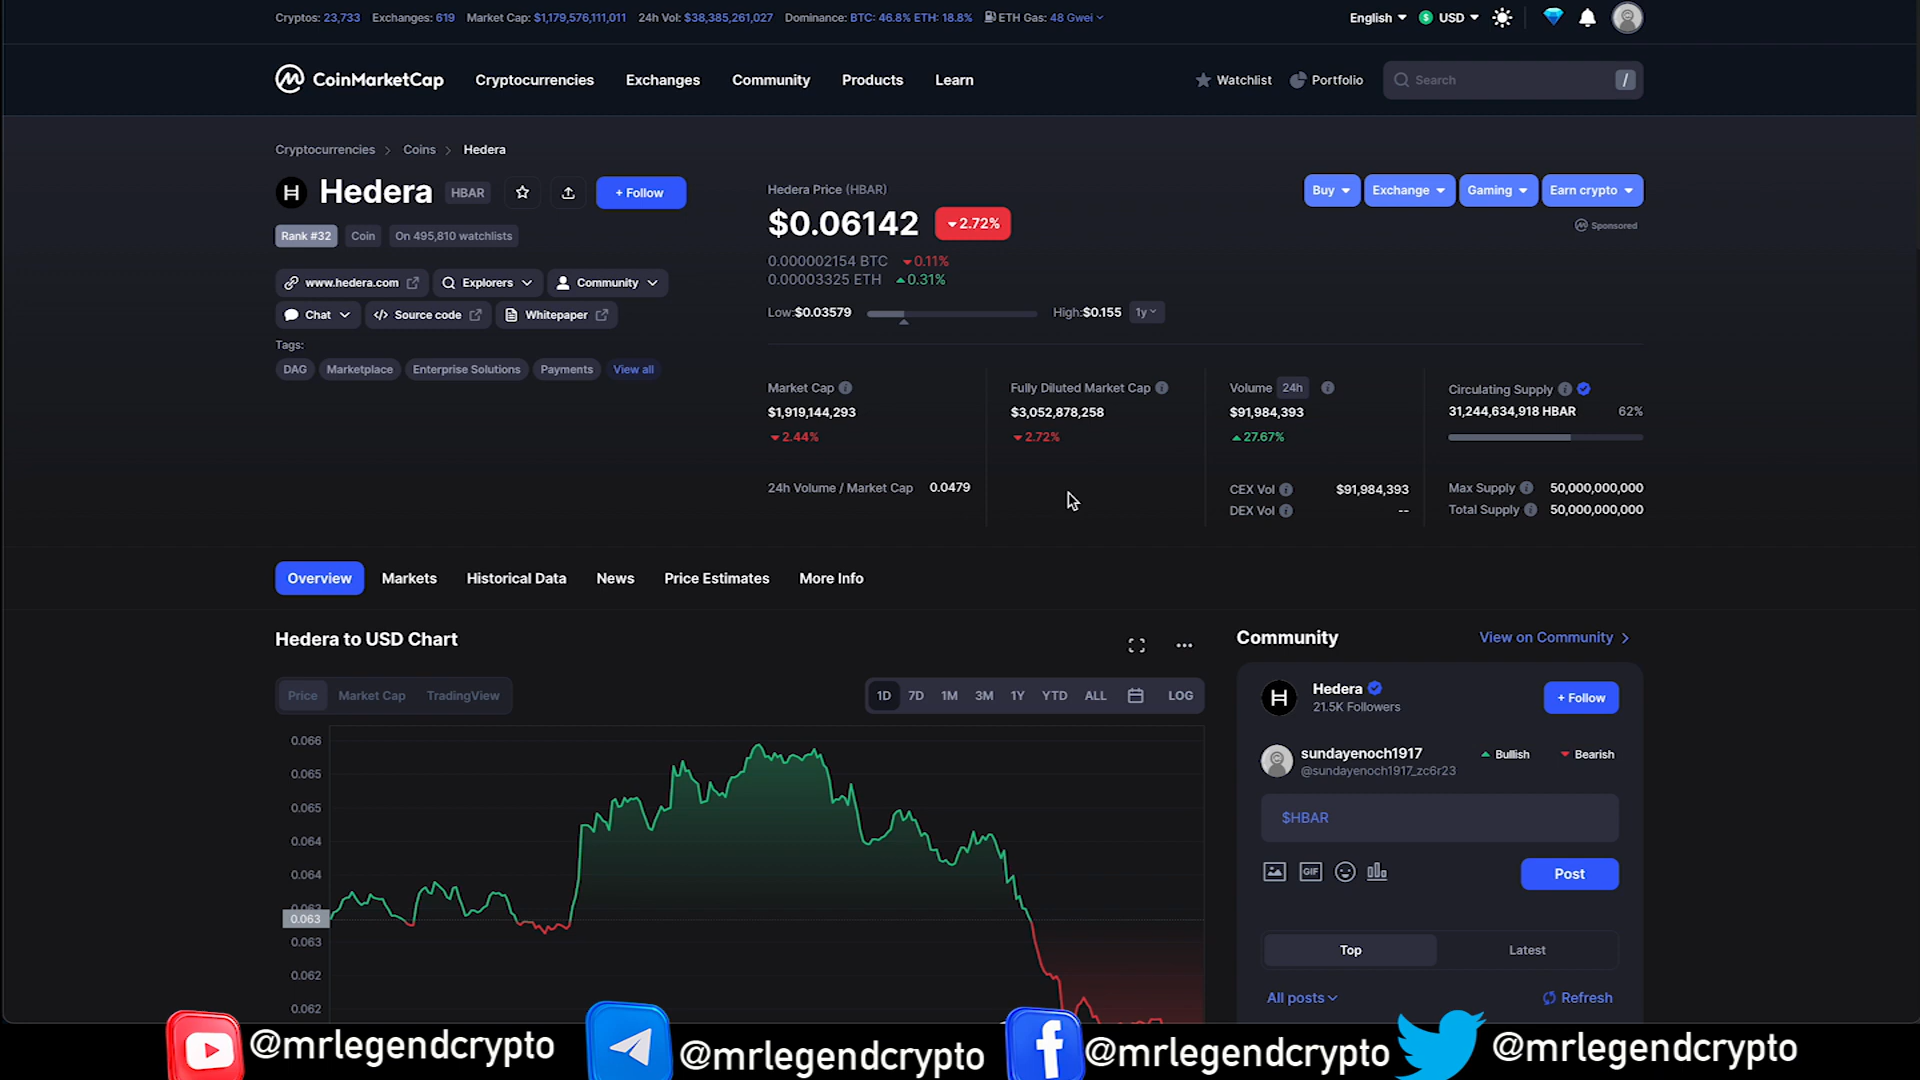 Cryptos: 23,733 Exchanges: 619 Market Cap: $1,179,576,111,011 24h Vol: $38,385,261,027 Dominance: BTC: 46.8% ETH: 18.8% ETH Gas: 48 Gwei
English USD
CoinMarketCap Cryptocurrencies Exchanges Community Products Learn
Watchlist Portfolio Search /
Cryptocurrencies > Coins > Hedera
H Hedera HBAR + Follow
Rank #32 Coin On 495,810 watchlists
www.hedera.com Explorers Community
Chat Source code Whitepaper
Tags:
DAG Marketplace Enterprise Solutions Payments View all
Hedera Price (HBAR)
$0.06142 2.72%
0.000002154 BTC 0.11%
0.00003325 ETH 0.31%
Low:$0.03579 High:$0.155 1y
Buy Exchange Gaming Earn crypto
Sponsored
Market Cap
$1,919,144,293
2.44%
24h Volume / Market Cap 0.0479
Fully Diluted Market Cap
$3,052,878,258
2.72%
Volume 24h
$91,984,393
27.67%
CEX Vol $91,984,393
DEX Vol --
Circulating Supply
31,244,634,918 HBAR 62%
Max Supply 50,000,000,000
Total Supply 50,000,000,000
Overview Markets Historical Data News Price Estimates More Info
Hedera to USD Chart
Price Market Cap TradingView
1D 7D 1M 3M 1Y YTD ALL LOG
0.066
0.065
0.065
0.064
0.064
0.063
0.063
0.062
0.062
Community View on Community >
H Hedera
21.5K Followers
+ Follow
sundayenoch1917 Bullish Bearish
@sundayenoch1917_zc6r23
$HBAR
GIF
Post
Top Latest
All posts Refresh
@mrlegendcrypto @mrlegendcrypto @mrlegendcrypto @mrlegendcrypto